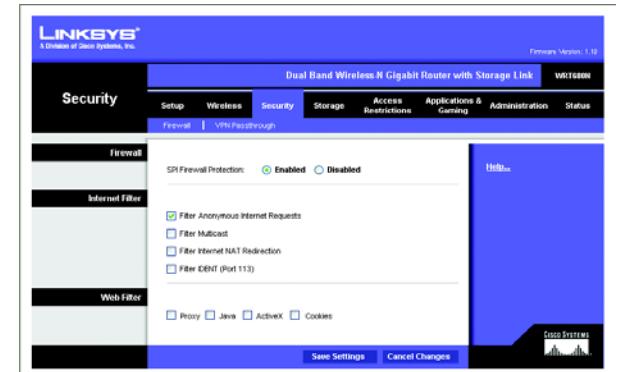 LINKSYS®
A Division of Cisco Systems, Inc.
Firmware Version: 1.10
Dual Band Wireless-N Gigabit Router with Storage Link
WRT600N
Security
Setup
Wireless
Security
Storage
Access Restrictions
Applications & Gaming
Administration
Status
Firewall | VPN Passthrough
Firewall
SPI Firewall Protection: Enabled Disabled
Help...
Internet Filter
Filter Anonymous Internet Requests
Filter Multicast
Filter Internet NAT Redirection
Filter IDENT (Port 113)
Web Filter
Proxy Java ActiveX Cookies
Save Settings
Cancel Changes
CISCO SYSTEMS